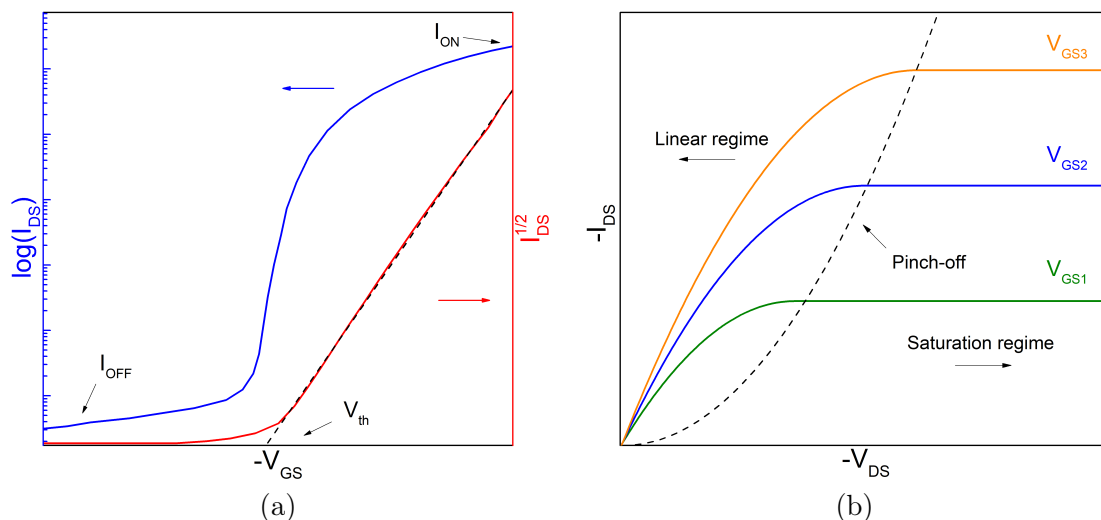 I_ON
log(I_DS)
I_DS^1/2
I_OFF
V_th
-V_GS
(a)
V_GS3
Linear regime
V_GS2
-I_DS
Pinch-off
V_GS1
Saturation regime
-V_DS
(b)